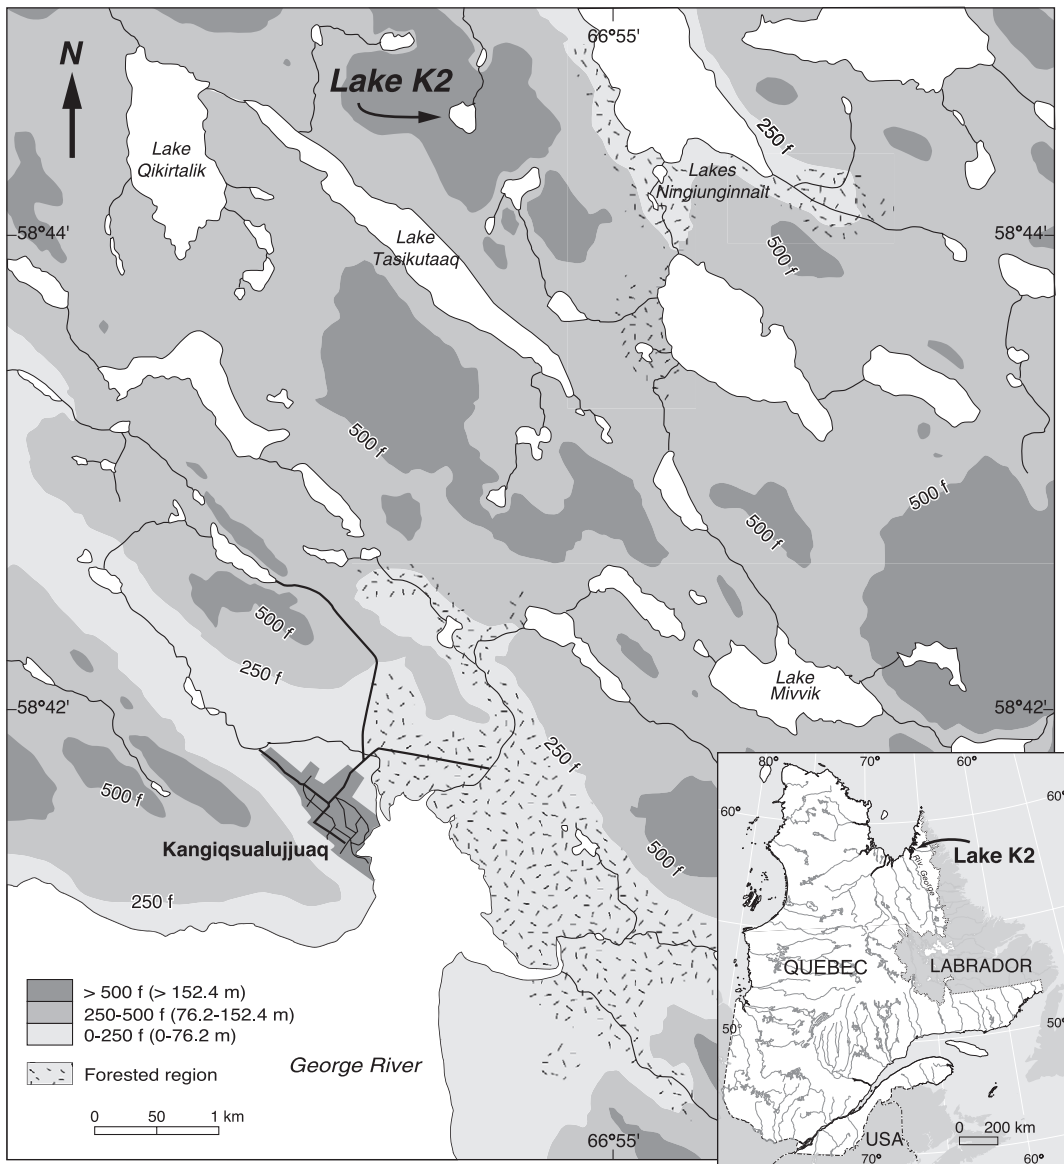 66°55'
N
Lake K2
250 f
Lake
Qikirtalik
Lakes
Ningiunginnait
58°44'
58°44'
Lake
Tasikutaaq
500 f
500 f
500 f
500 f
500 f
250 f
Lake
Mivvik
58°42'
58°42'
250 f
500 f
Kangiqsualujjuaq
500 f
250 f
> 500 f (> 152.4 m)
250-500 f (76.2-152.4 m)
0-250 f (0-76.2 m)
Forested region
George River
0 50 1 km
66°55'
80° 70° 60°
60°
60°
Lake K2
Riv. George
QUEBEC
LABRADOR
50°
50°
USA
0 200 km
70°
60°